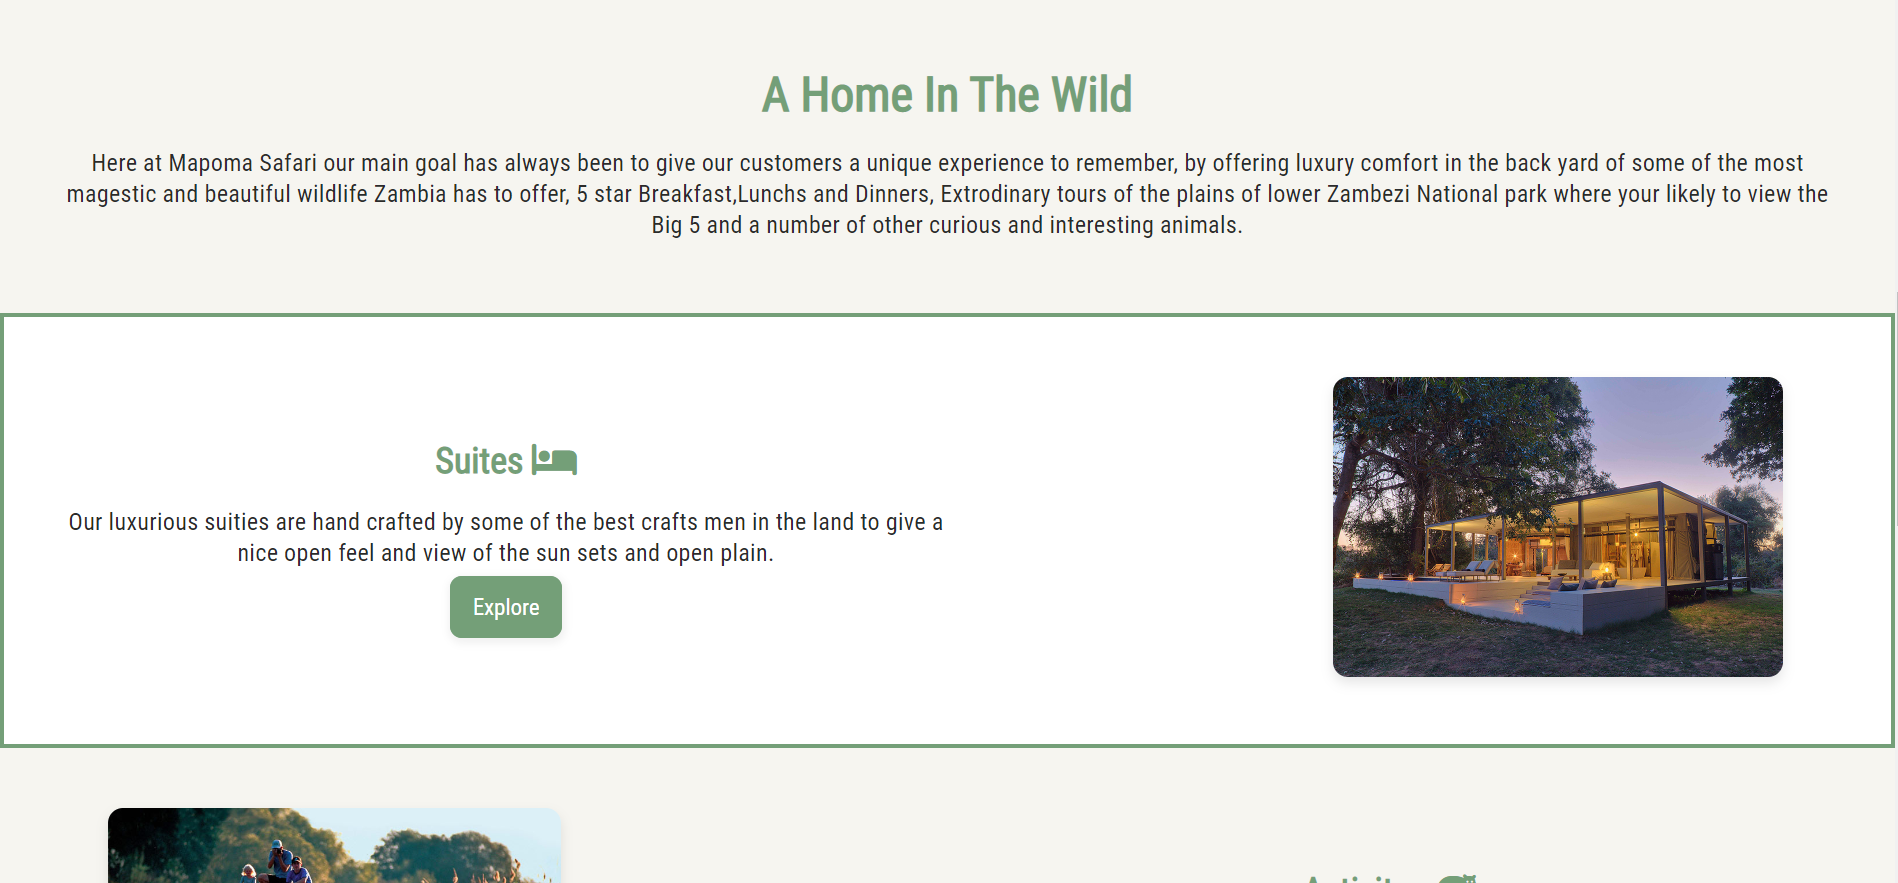 A Home In The Wild
Here at Mapoma Safari our main goal has always been to give our customers a unique experience to remember, by offering luxury comfort in the back yard of some of the most
magestic and beautiful wildlife Zambia has to offer, 5 star Breakfast,Lunchs and Dinners, Extrodinary tours of the plains of lower Zambezi National park where your likely to view the
Big 5 and a number of other curious and interesting animals.
Suites
Our luxurious suities are hand crafted by some of the best crafts men in the land to give a
nice open feel and view of the sun sets and open plain.
Explore